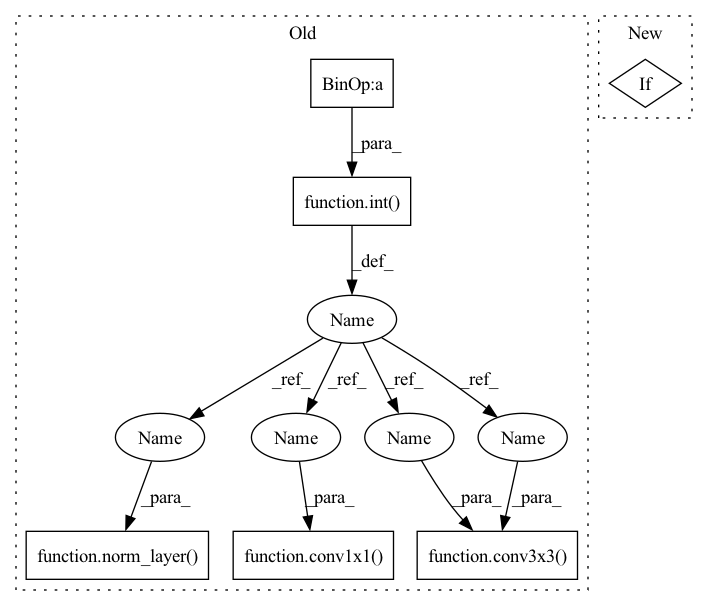 Old
New
BinOp:a
If
_para_
function.int()
_def_
Name
_ref_ _ref_ _ref_ _ref_
Name Name Name Name
_para_ _para_ _para_ _para_
function.norm_layer() function.conv1x1() function.conv3x3()